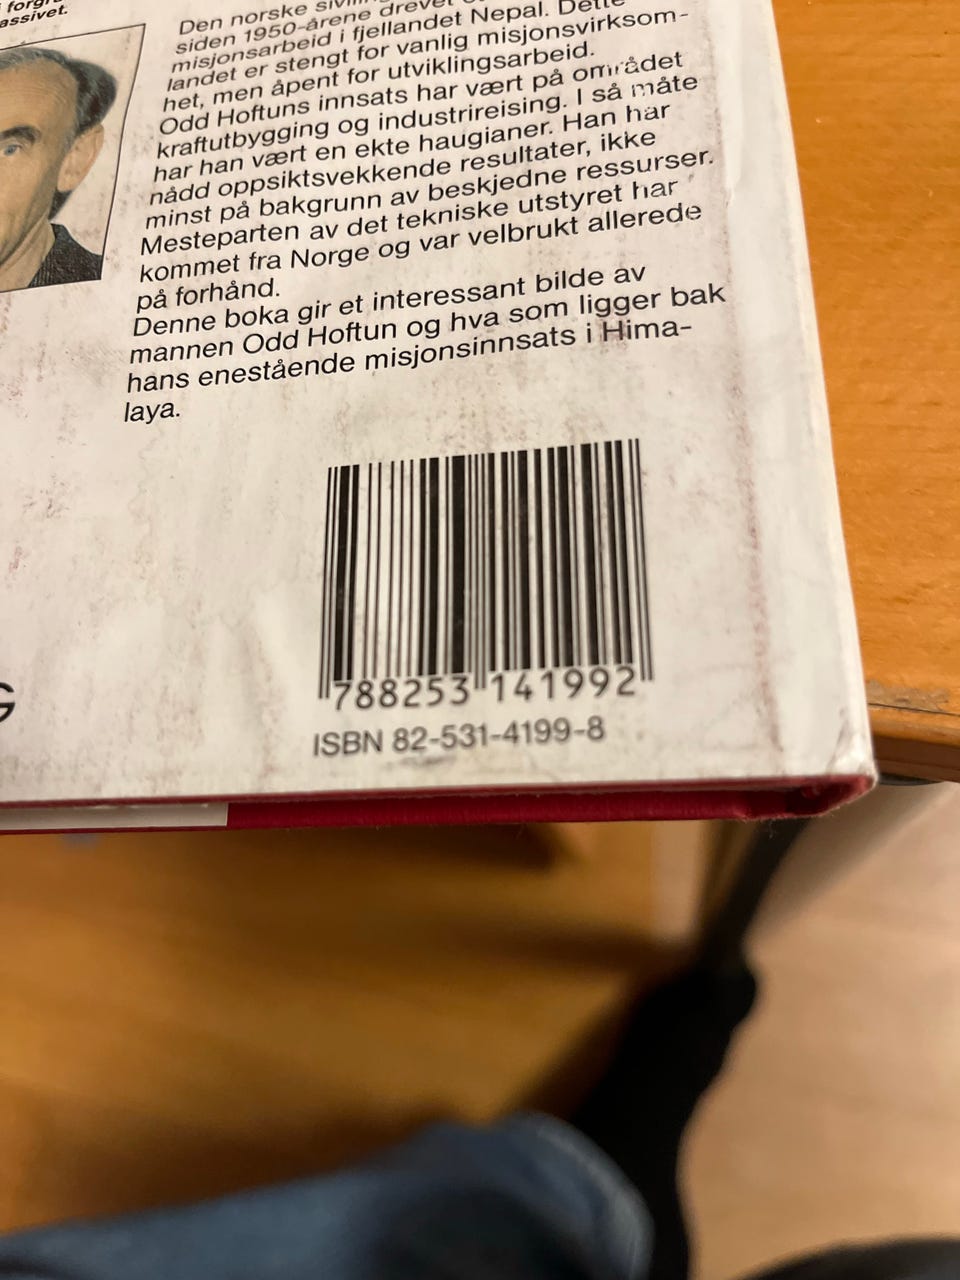 assivet.
Den norske
siden 1950-årene drevet
misjonsarbeid i fjellandet Nepal. Dette
landet er stengt for vanlig misjonsvirksom-
het, men åpent for utviklingsarbeid.
Odd Hoftuns innsats har vært på området
kraftutbygging og industrireising. I så måte
har han vært en ekte haugianer. Han har
nådd oppsiktsvekkende resultater, ikke
minst på bakgrunn av beskjedne ressurser.
Mesteparten av det tekniske utstyret har
kommet fra Norge og var velbrukt allerede
på forhånd.
Denne boka gir et interessant bilde av
mannen Odd Hoftun og hva som ligger bak
hans enestående misjonsinnsats i Hima-
laya.
788253 141992
ISBN 82-531-4199-8
G